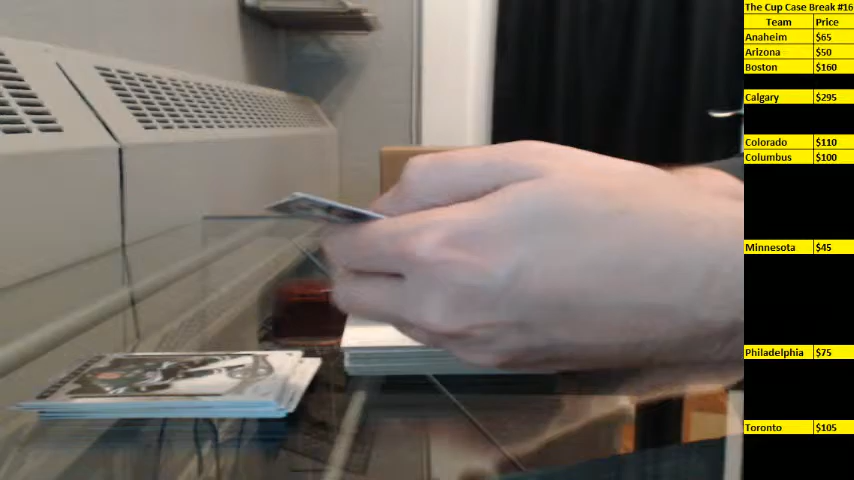 The Cup Case Break #16
Team Price
Anaheim $65
Arizona $50
Boston $160
Calgary $295
Colorado $110
Columbus $100
Minnesota $45
Philadelphia $75
Toronto $105